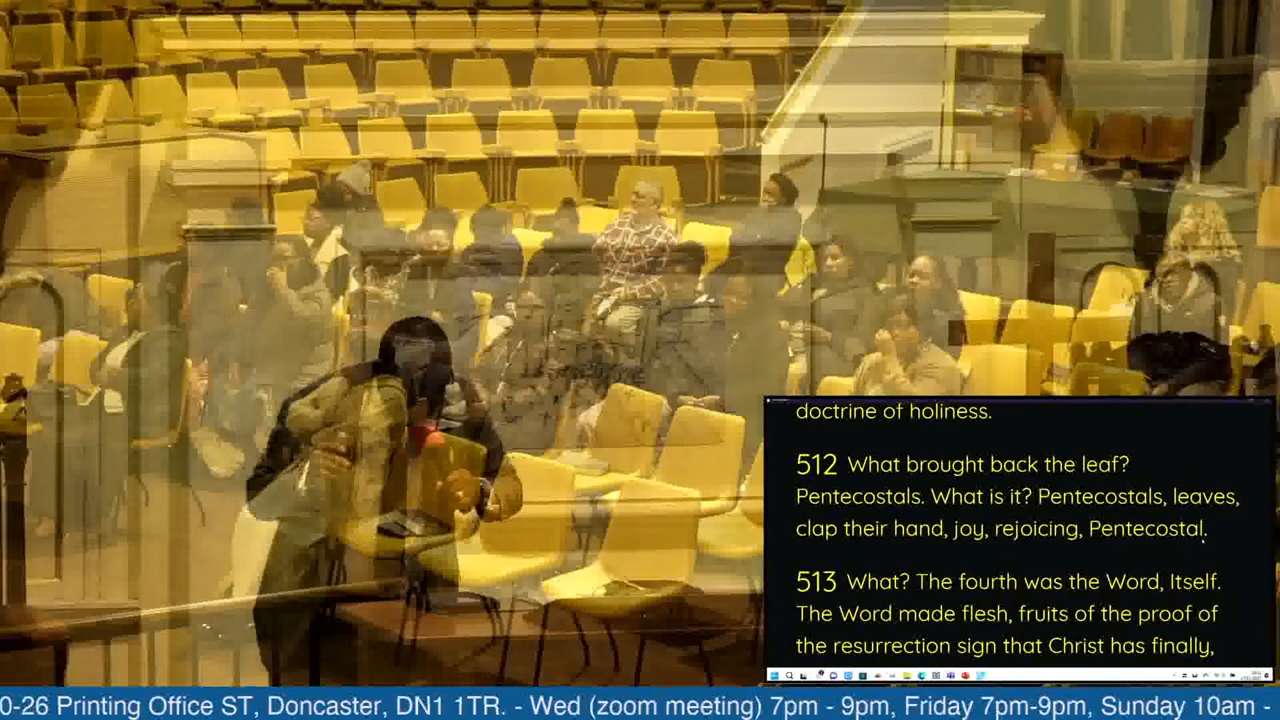 doctrine of holiness.
512 What brought back the leaf?
Pentecostals. What is it? Pentecostals, leaves,
clap their hand, joy, rejoicing, Pentecostal.
513 What? The fourth was the Word, Itself.
The Word made flesh, fruits of the proof of
the resurrection sign that Christ has finally,
0-26 Printing Office ST, Doncaster, DN1 1TR. - Wed (zoom meeting) 7pm - 9pm, Friday 7pm-9pm, Sunday 10am -